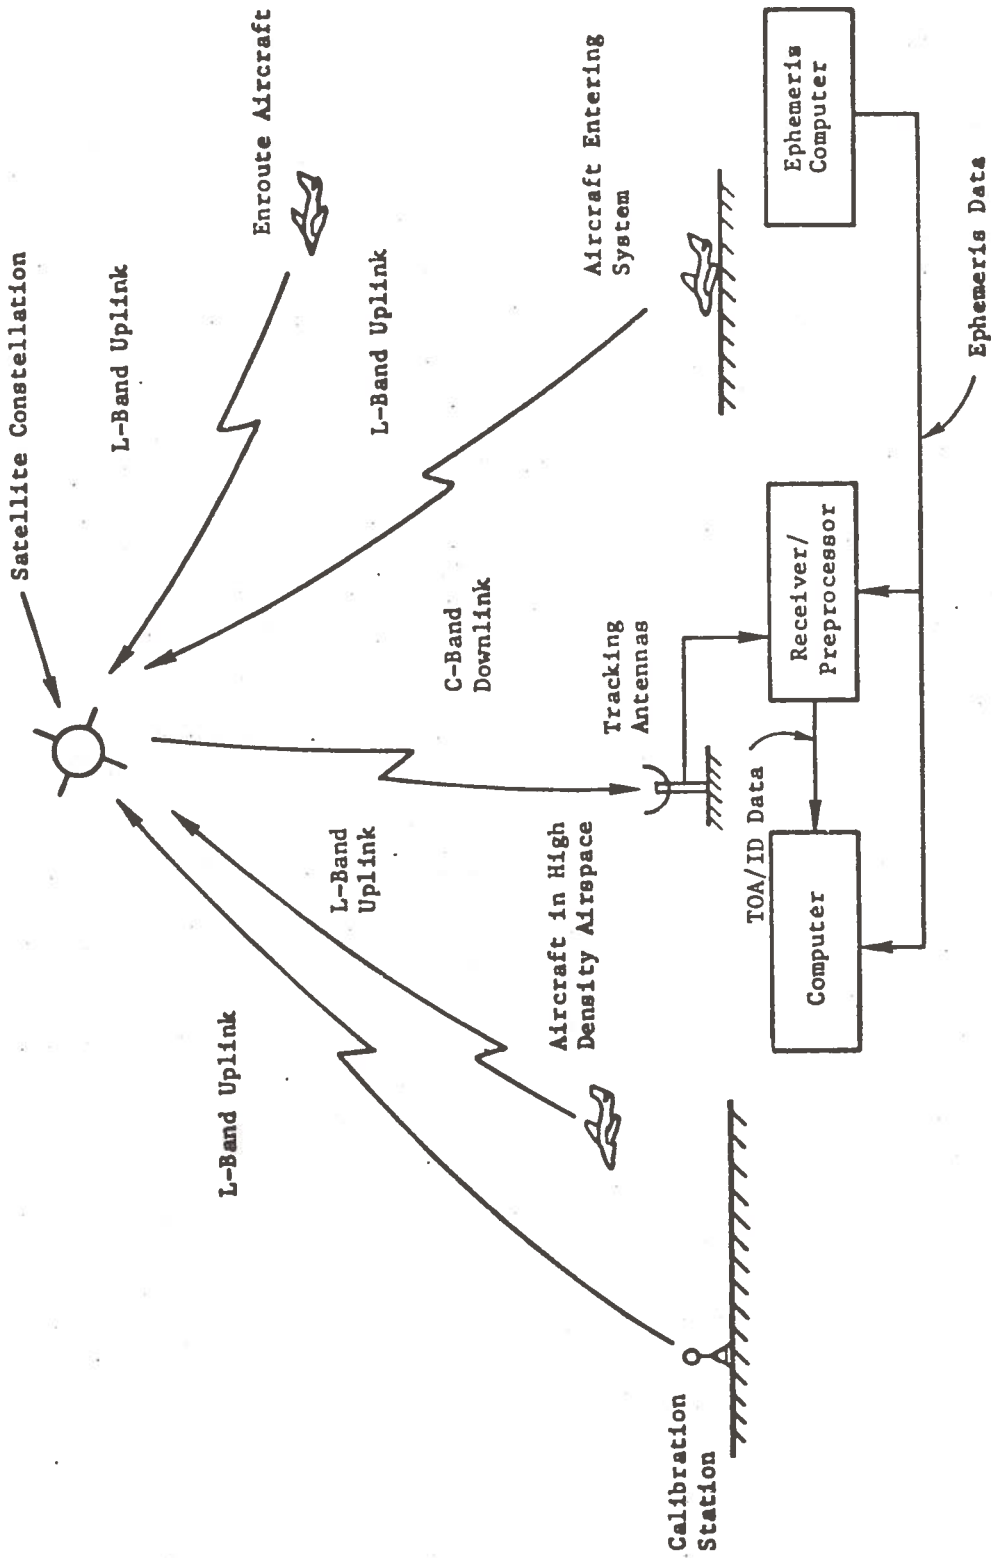 Satellite Constellation
L-Band Uplink
Enroute Aircraft
L-Band Uplink
L-Band Uplink
C-Band
Downlink
L-Band
Uplink
Aircraft Entering
System
Aircraft in High
Density Airspace
Tracking
Antennas
Calibration
Station
TOA/ID Data
Computer
Receiver/
Preprocessor
Ephemeris
Computer
Ephemeris Data